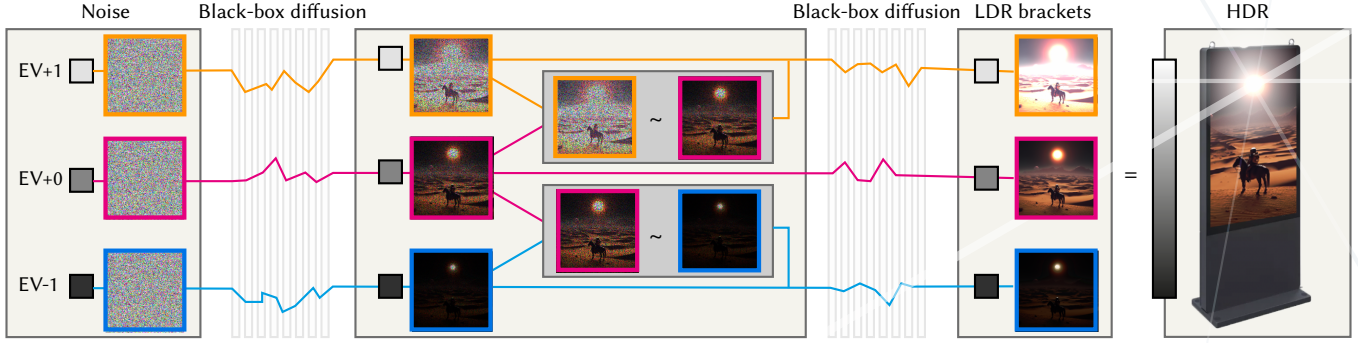 Noise
Black-box diffusion
Black-box diffusion
LDR brackets
HDR
EV+1
EV+0
EV-1
~
~
=